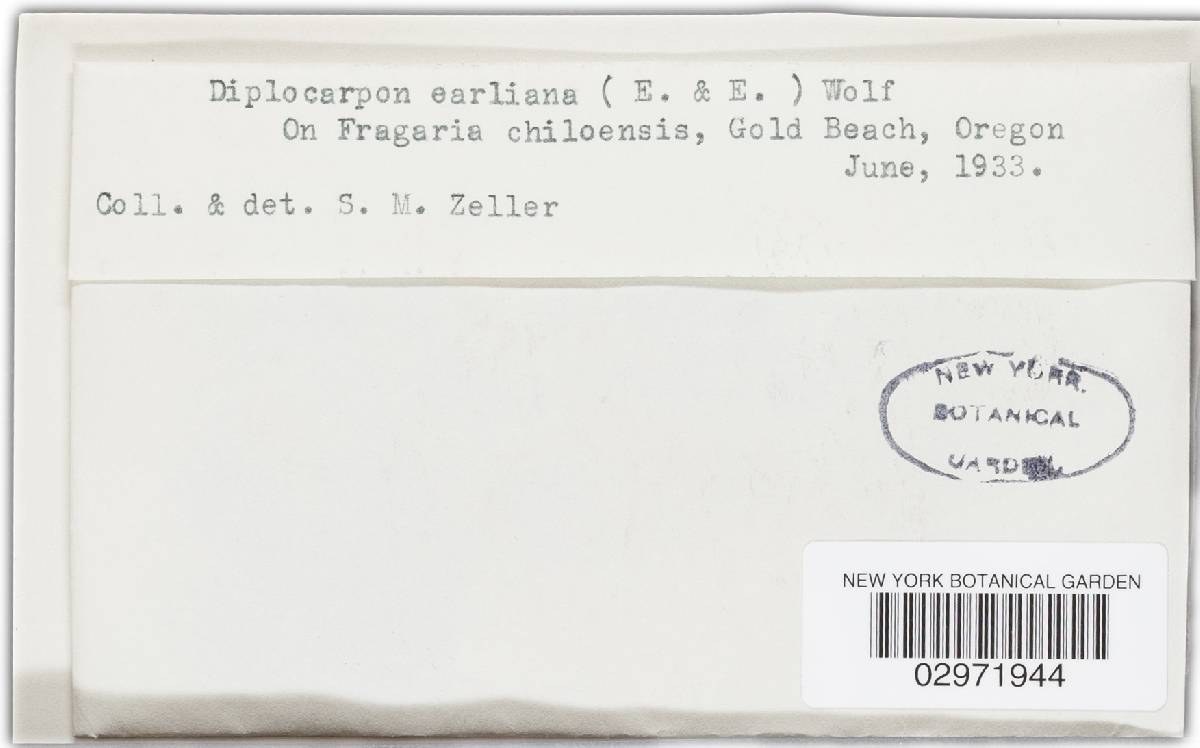 Diplocarpon earliana ( E. & E. ) Wolf
On Fragaria chiloensis, Gold Beach, Oregon
June, 1933.
Coll. & det. S. M. Zeller
NEW YORK
BOTANICAL
GARDEN
NEW YORK BOTANICAL GARDEN
02971944